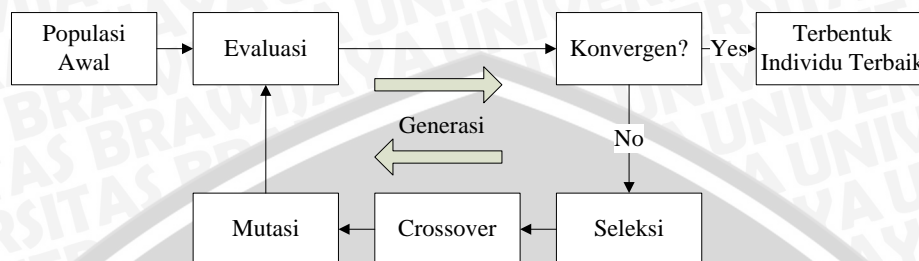 Populasi
Awal
Evaluasi
Konvergen?
Yes
Terbentuk
Individu Terbaik
Generasi
No
Mutasi
Crossover
Seleksi